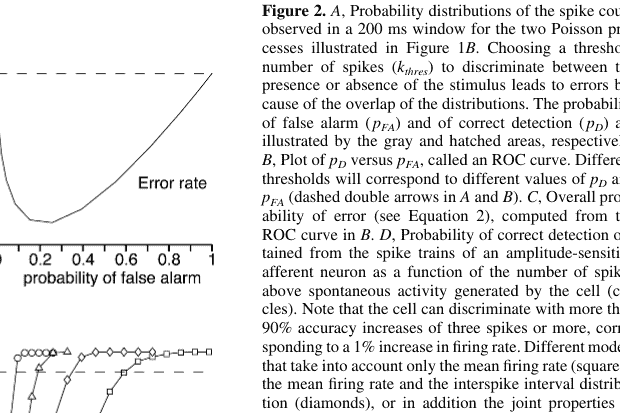 Error rate
0.2 0.4 0.6 0.8 1
probability of false alarm
Figure 2. A, Probability distributions of the spike cou
observed in a 200 ms window for the two Poisson pr
cesses illustrated in Figure 1B. Choosing a thresho
number of spikes (kthres) to discriminate between t
presence or absence of the stimulus leads to errors b
cause of the overlap of the distributions. The probabili
of false alarm (pFA) and of correct detection (pD) a
illustrated by the gray and hatched areas, respectivel
B, Plot of pD versus pFA, called an ROC curve. Differe
thresholds will correspond to different values of pD a
pFA (dashed double arrows in A and B). C, Overall pro
ability of error (see Equation 2), computed from t
ROC curve in B. D, Probability of correct detection o
tained from the spike trains of an amplitude-sensiti
afferent neuron as a function of the number of spik
above spontaneous activity generated by the cell (c
cles). Note that the cell can discriminate with more th
90% accuracy increases of three spikes or more, corr
sponding to a 1% increase in firing rate. Different mode
that take into account only the mean firing rate (square
the mean firing rate and the interspike interval distrib
tion (diamonds), or in addition the joint properties